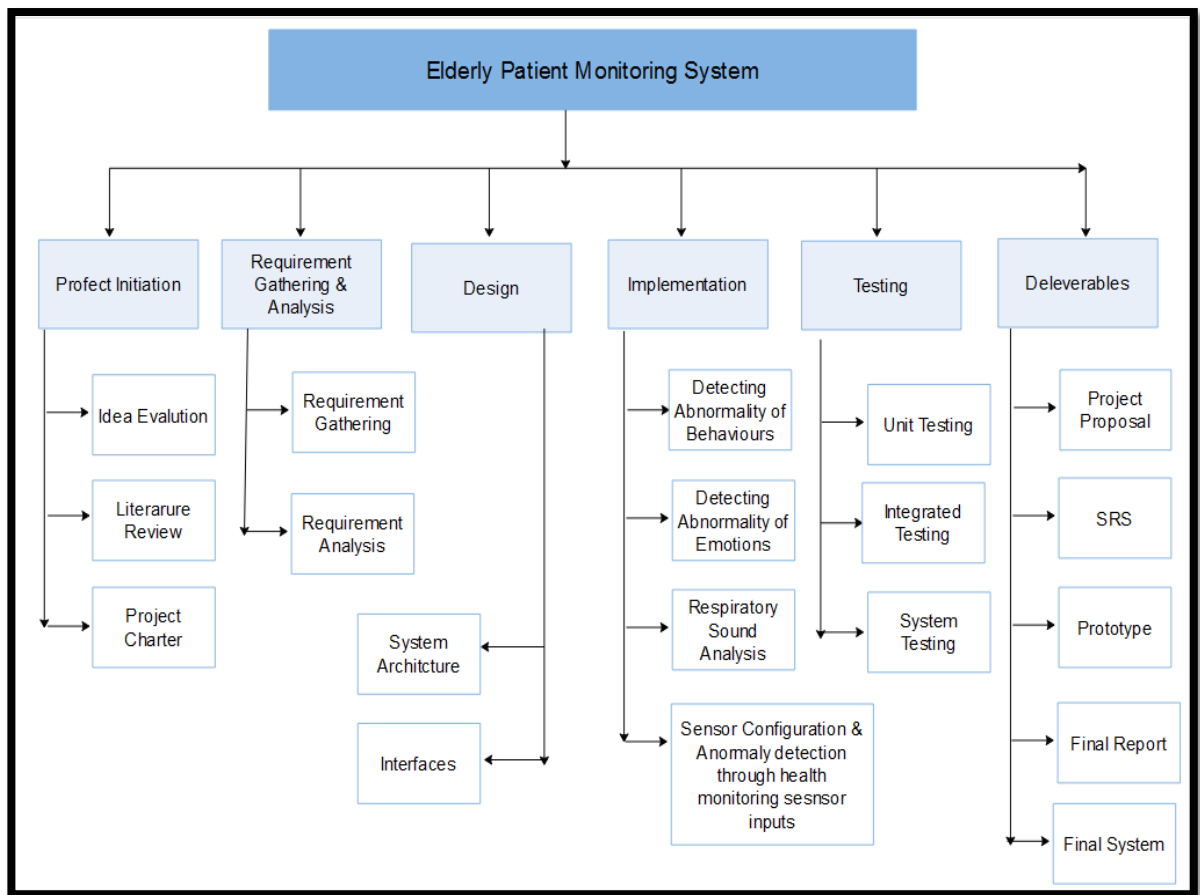 Elderly Patient Monitoring System
Profect Initiation
Requirement
Gathering &
Analysis
Design
Implementation
Testing
Deleverables
Idea Evalution
Literarure
Review
Project
Charter
Requirement
Gathering
Requirement
Analysis
System
Architcture
Interfaces
Detecting
Abnormality of
Behaviours
Detecting
Abnormality of
Emotions
Respiratory
Sound
Analysis
Sensor Configuration &
Anormaly detection
through health
monitoring sesnsor
inputs
Unit Testing
Integrated
Testing
System
Testing
Project
Proposal
SRS
Prototype
Final Report
Final System